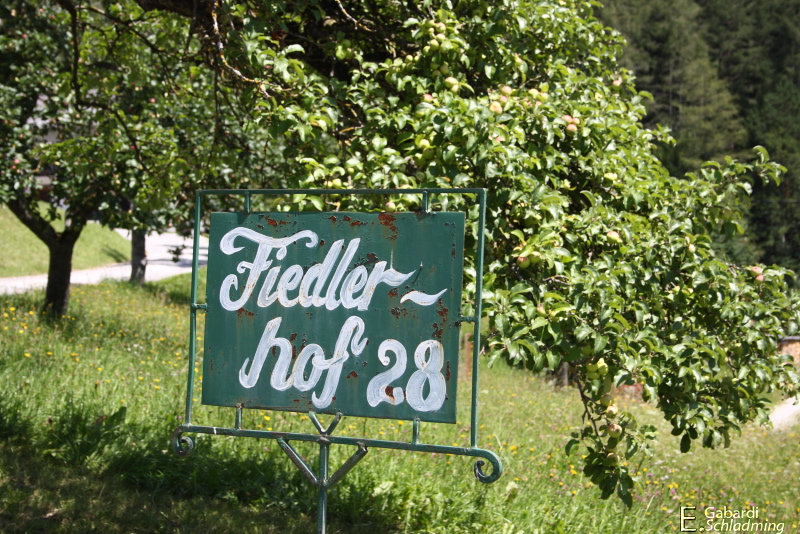 Fiedler-
hof 28
E. Gabardi
Schladming